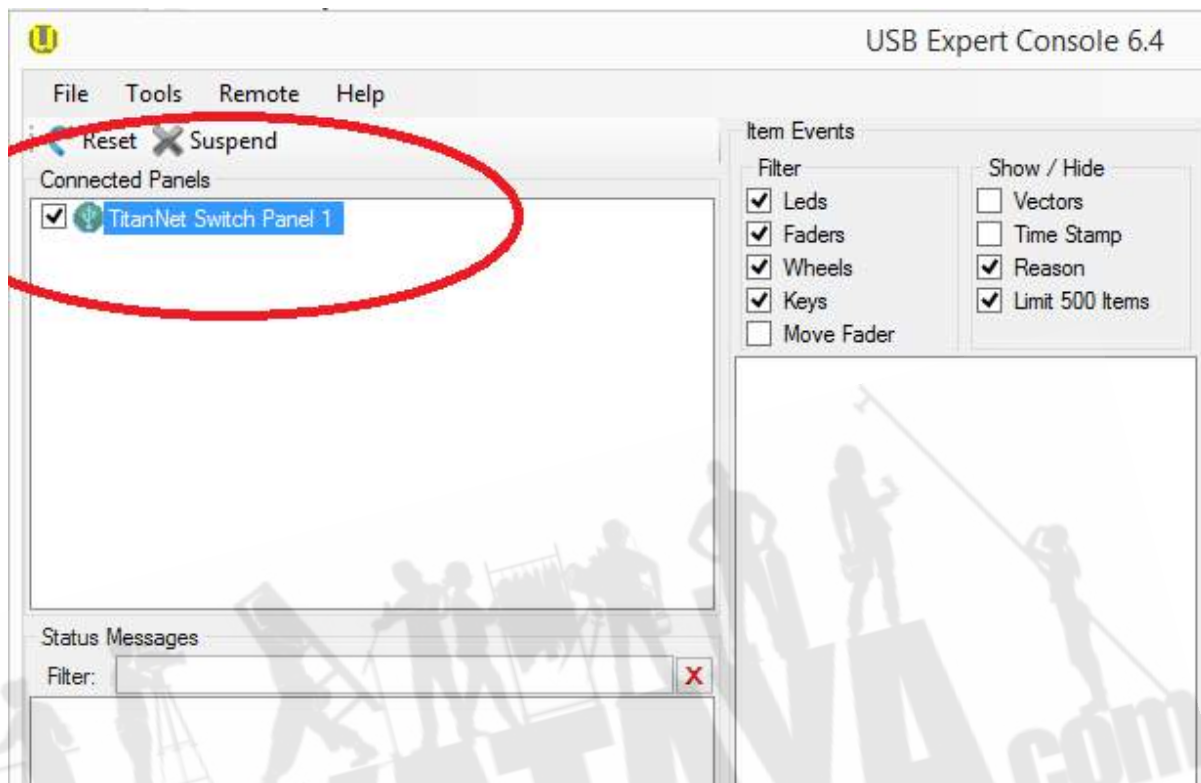 USB Expert Console 6.4
File Tools Remote Help
Reset Suspend
Connected Panels
TitanNet Switch Panel 1
Item Events
Filter
Leds
Faders
Wheels
Keys
Move Fader
Show / Hide
Vectors
Time Stamp
Reason
Limit 500 Items
Status Messages
Filter:
X
com